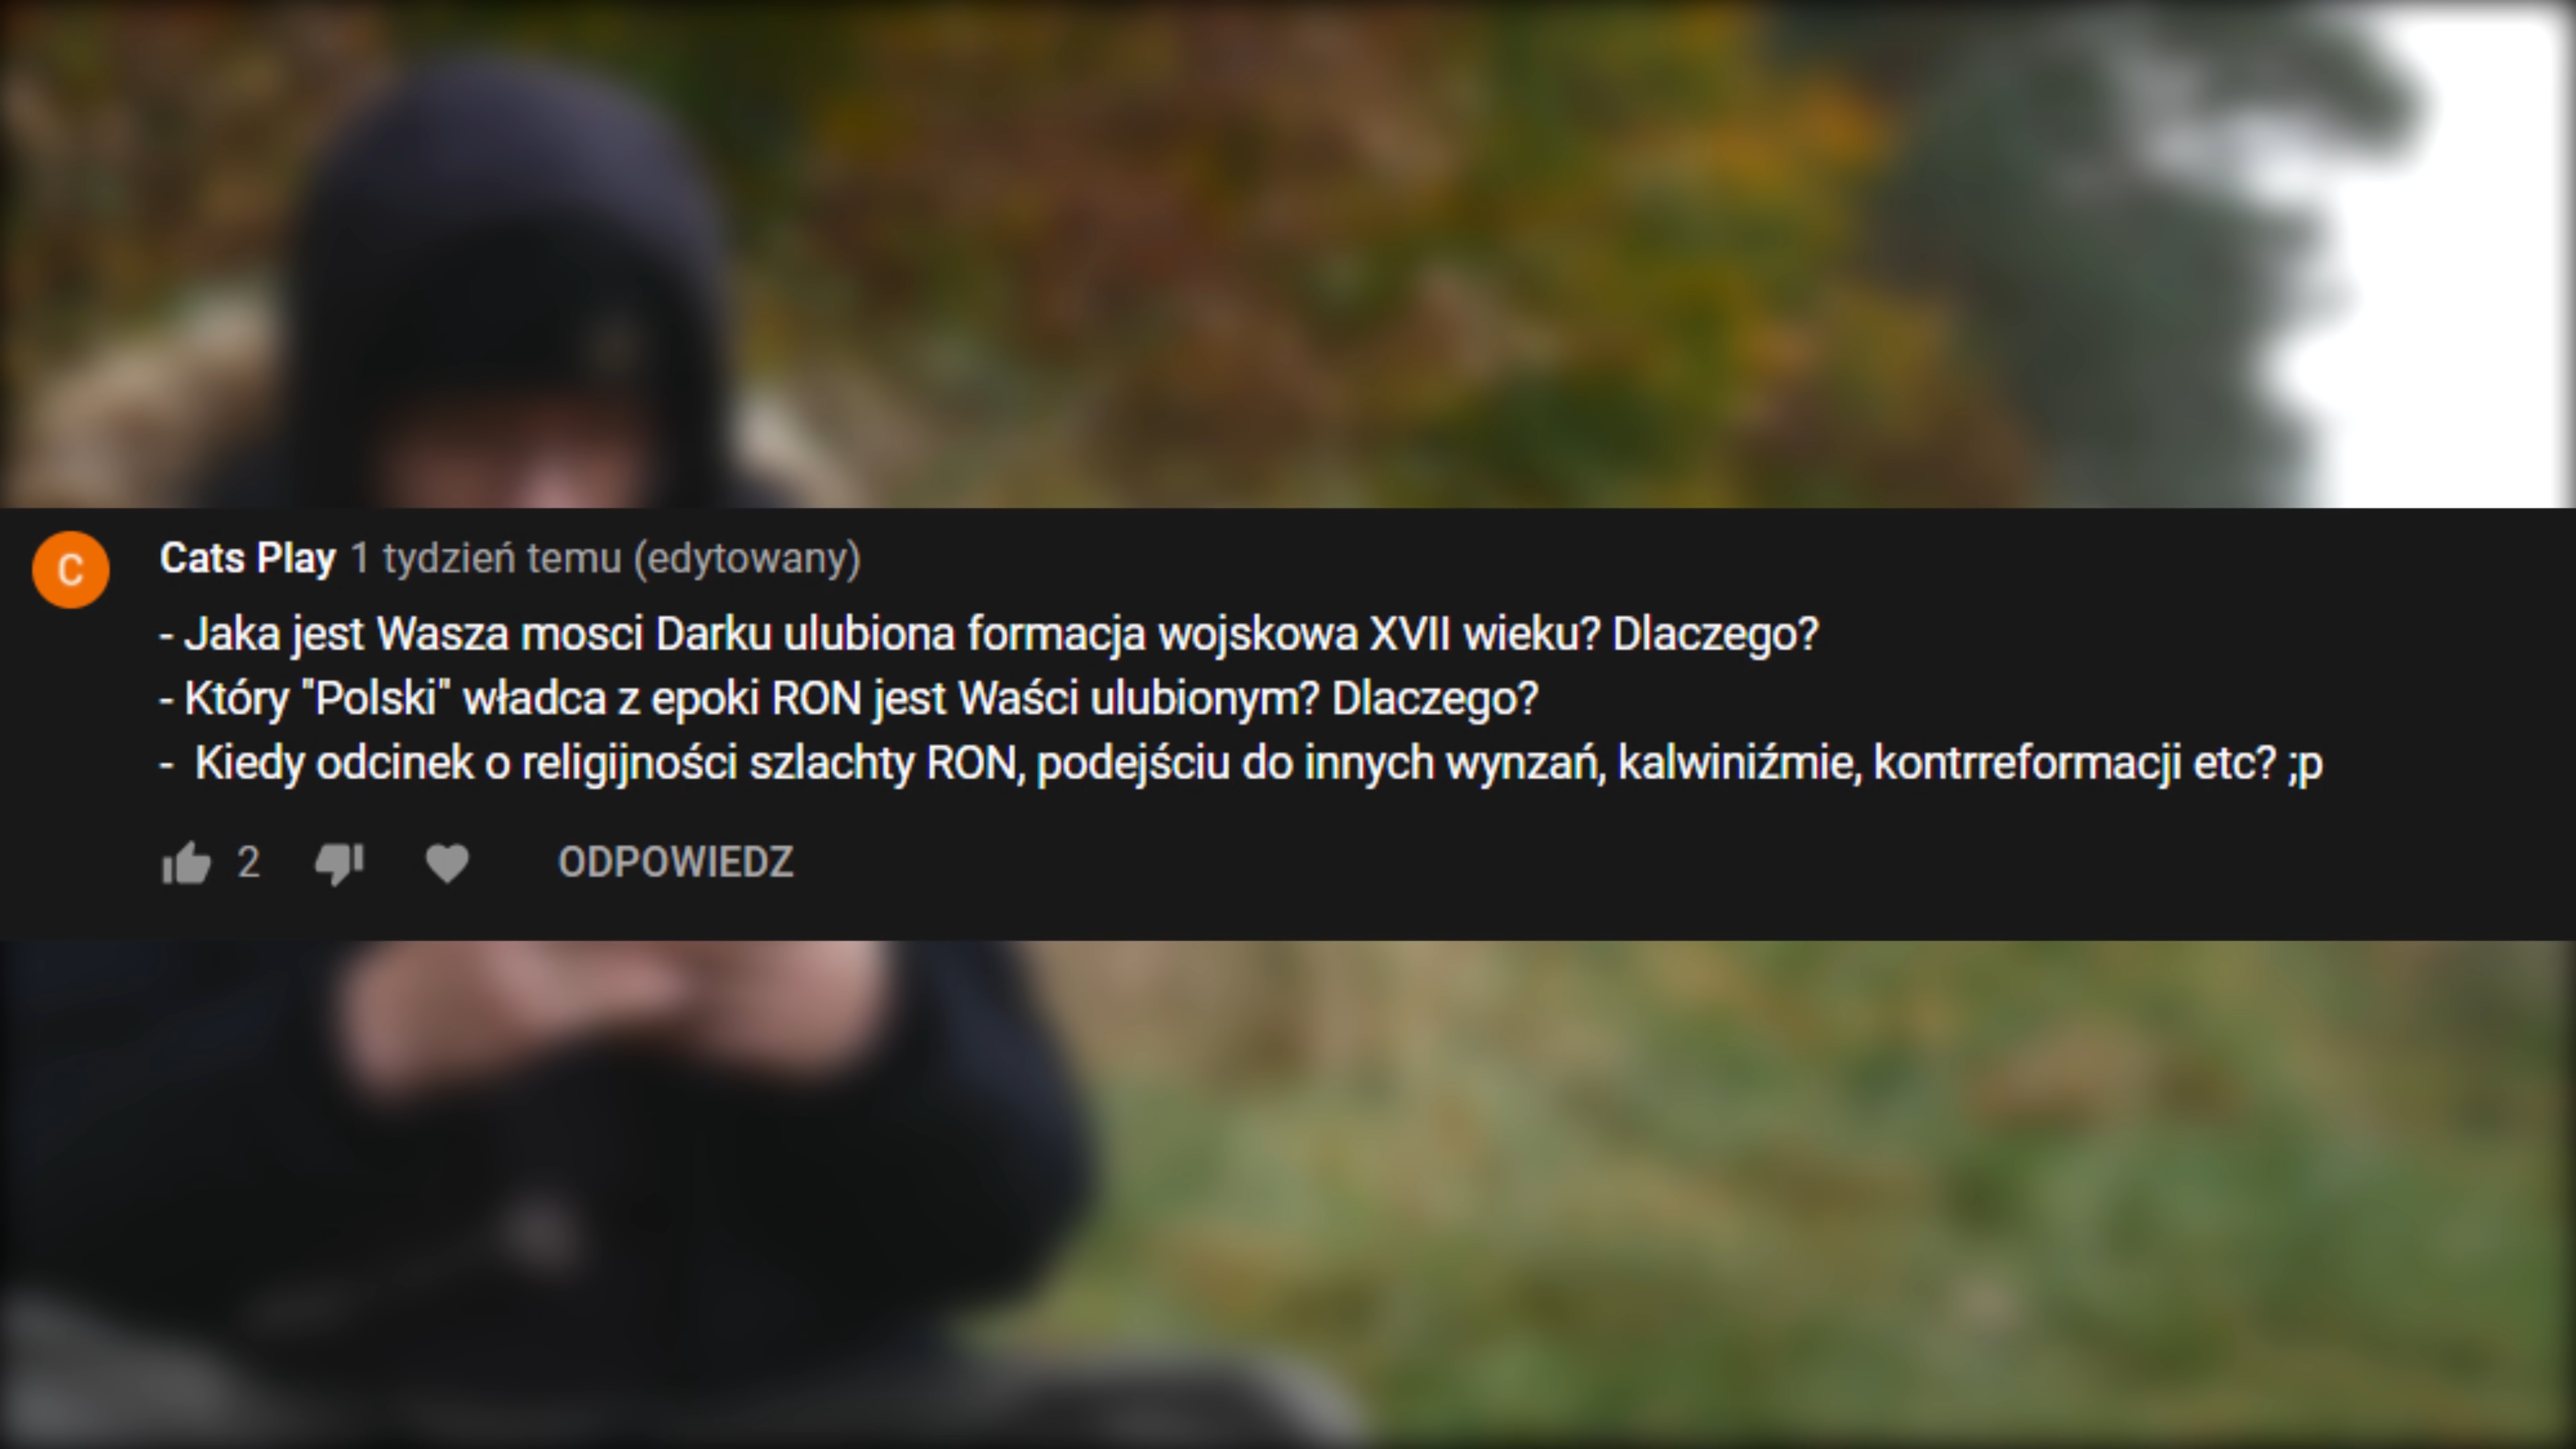 C
Cats Play 1 tydzień temu (edytowany)
- Jaka jest Wasza mosci Darku ulubiona formacja wojskowa XVII wieku? Dlaczego?
- Który "Polski" władca z epoki RON jest Waści ulubionym? Dlaczego?
- Kiedy odcinek o religijności szlachty RON, podejściu do innych wynzań, kalwiniźmie, kontrreformacji etc? ;p
2 ODPOWIEDZ